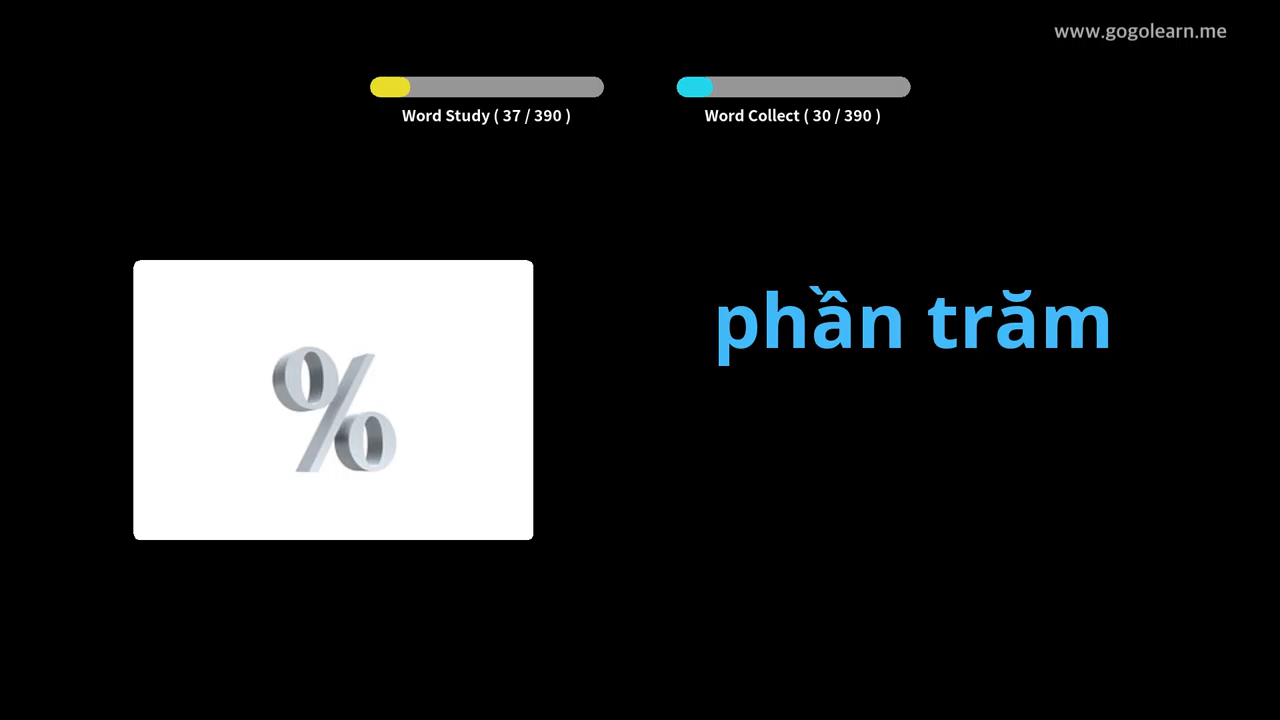 www.gogolearn.me
Word Study ( 37 / 390 )
Word Collect ( 30 / 390 )
%
phần trăm